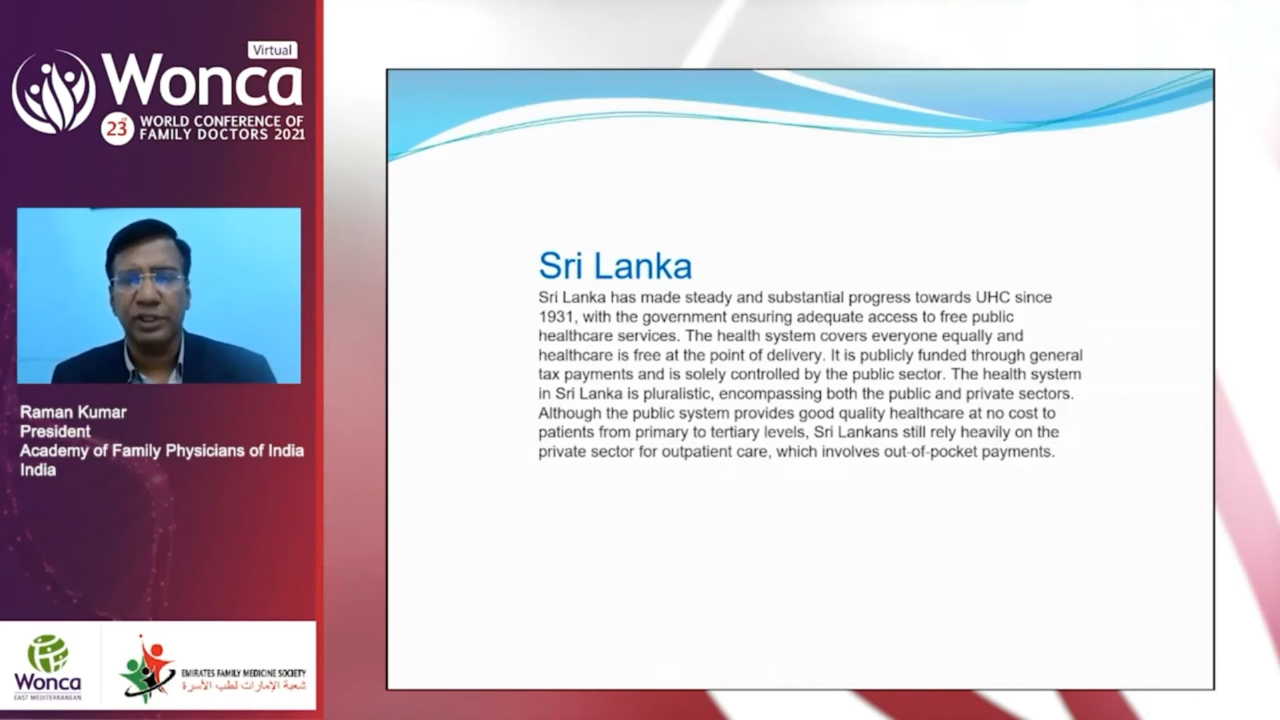 Virtual
Wonca
23rd WORLD CONFERENCE OF
FAMILY DOCTORS 2021
Raman Kumar
President
Academy of Family Physicians of India
India
Wonca
EAST MEDITERRANEAN
EMIRATES FAMILY MEDICINE SOCIETY
شعبة الإمارات لطب الأسرة
Sri Lanka
Sri Lanka has made steady and substantial progress towards UHC since
1931, with the government ensuring adequate access to free public
healthcare services. The health system covers everyone equally and
healthcare is free at the point of delivery. It is publicly funded through general
tax payments and is solely controlled by the public sector. The health system
in Sri Lanka is pluralistic, encompassing both the public and private sectors.
Although the public system provides good quality healthcare at no cost to
patients from primary to tertiary levels, Sri Lankans still rely heavily on the
private sector for outpatient care, which involves out-of-pocket payments.